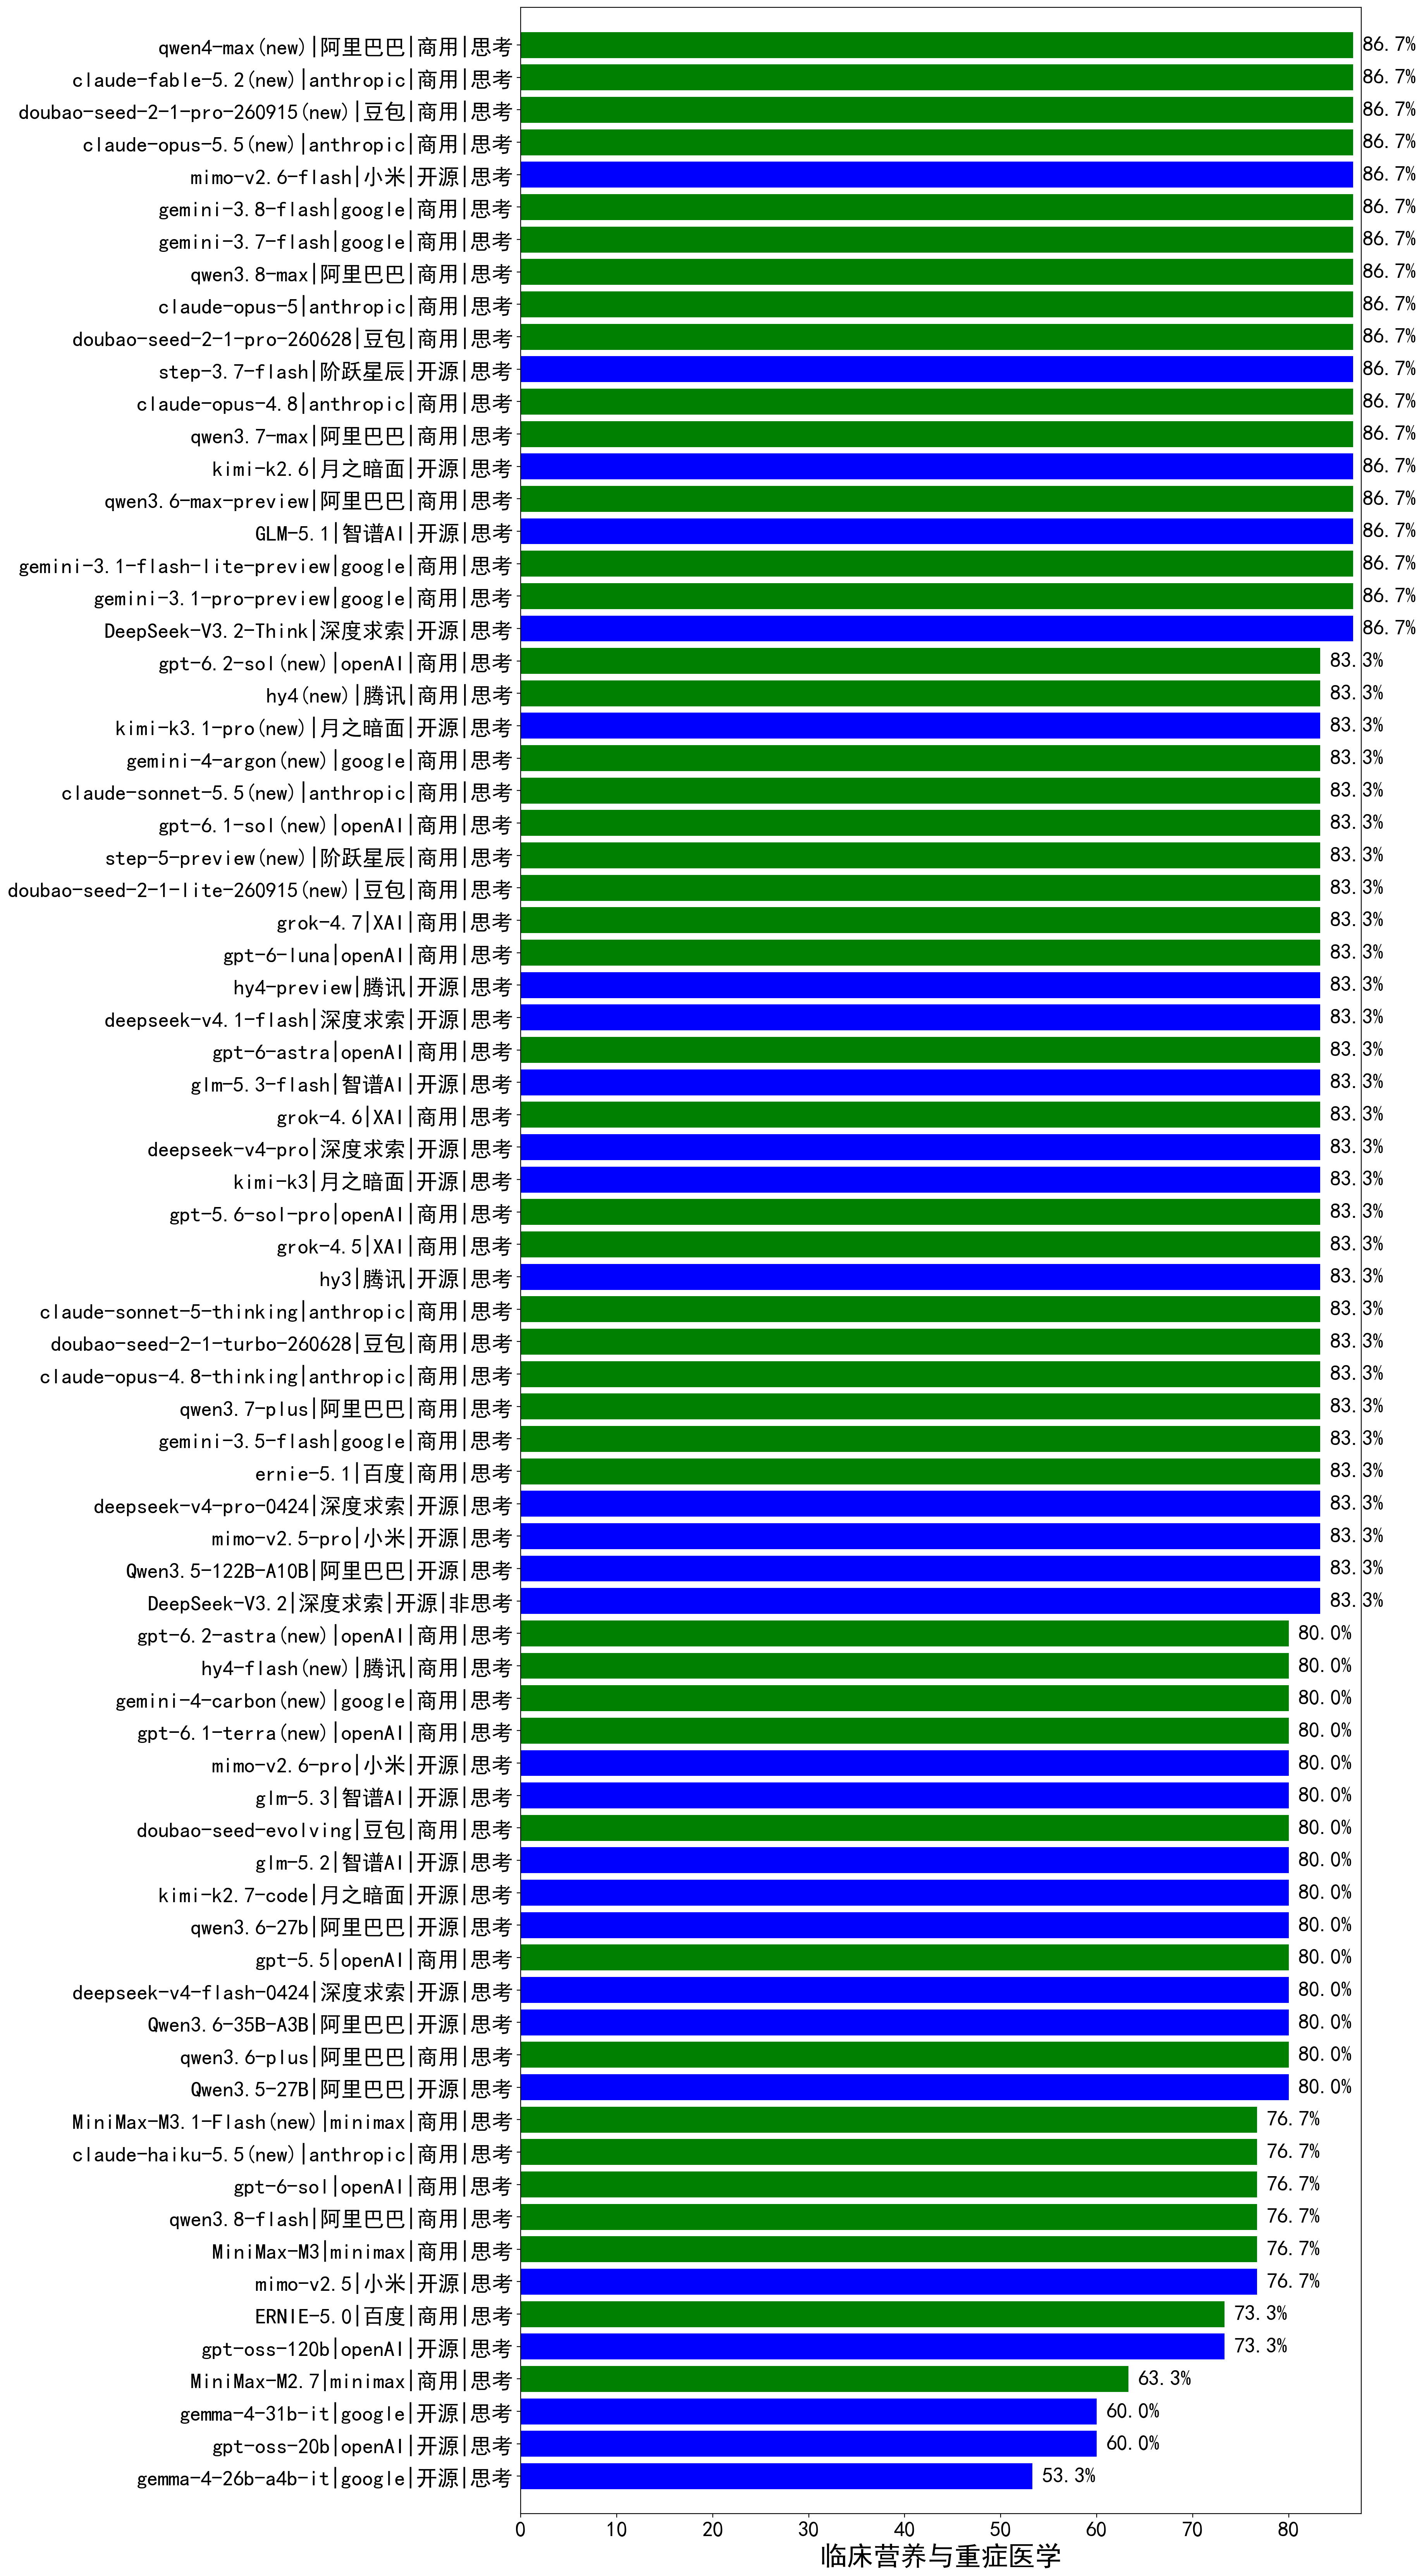 qwen4-max(new)|阿里巴巴|商用|思考 86.7%
claude-fable-5.2(new)|anthropic|商用|思考 86.7%
doubao-seed-2-1-pro-260915(new)|豆包|商用|思考 86.7%
claude-opus-5.5(new)|anthropic|商用|思考 86.7%
mimo-v2.6-flash|小米|开源|思考 86.7%
gemini-3.8-flash|google|商用|思考 86.7%
gemini-3.7-flash|google|商用|思考 86.7%
qwen3.8-max|阿里巴巴|商用|思考 86.7%
claude-opus-5|anthropic|商用|思考 86.7%
doubao-seed-2-1-pro-260628|豆包|商用|思考 86.7%
step-3.7-flash|阶跃星辰|开源|思考 86.7%
claude-opus-4.8|anthropic|商用|思考 86.7%
qwen3.7-max|阿里巴巴|商用|思考 86.7%
kimi-k2.6|月之暗面|开源|思考 86.7%
qwen3.6-max-preview|阿里巴巴|商用|思考 86.7%
GLM-5.1|智谱AI|开源|思考 86.7%
gemini-3.1-flash-lite-preview|google|商用|思考 86.7%
gemini-3.1-pro-preview|google|商用|思考 86.7%
DeepSeek-V3.2-Think|深度求索|开源|思考 86.7%
gpt-6.2-sol(new)|openAI|商用|思考 83.3%
hy4(new)|腾讯|商用|思考 83.3%
kimi-k3.1-pro(new)|月之暗面|开源|思考 83.3%
gemini-4-argon(new)|google|商用|思考 83.3%
claude-sonnet-5.5(new)|anthropic|商用|思考 83.3%
gpt-6.1-sol(new)|openAI|商用|思考 83.3%
step-5-preview(new)|阶跃星辰|商用|思考 83.3%
doubao-seed-2-1-lite-260915(new)|豆包|商用|思考 83.3%
grok-4.7|XAI|商用|思考 83.3%
gpt-6-luna|openAI|商用|思考 83.3%
hy4-preview|腾讯|开源|思考 83.3%
deepseek-v4.1-flash|深度求索|开源|思考 83.3%
gpt-6-astra|openAI|商用|思考 83.3%
glm-5.3-flash|智谱AI|开源|思考 83.3%
grok-4.6|XAI|商用|思考 83.3%
deepseek-v4-pro|深度求索|开源|思考 83.3%
kimi-k3|月之暗面|开源|思考 83.3%
gpt-5.6-sol-pro|openAI|商用|思考 83.3%
grok-4.5|XAI|商用|思考 83.3%
hy3|腾讯|开源|思考 83.3%
claude-sonnet-5-thinking|anthropic|商用|思考 83.3%
doubao-seed-2-1-turbo-260628|豆包|商用|思考 83.3%
claude-opus-4.8-thinking|anthropic|商用|思考 83.3%
qwen3.7-plus|阿里巴巴|商用|思考 83.3%
gemini-3.5-flash|google|商用|思考 83.3%
ernie-5.1|百度|商用|思考 83.3%
deepseek-v4-pro-0424|深度求索|开源|思考 83.3%
mimo-v2.5-pro|小米|开源|思考 83.3%
Qwen3.5-122B-A10B|阿里巴巴|开源|思考 83.3%
DeepSeek-V3.2|深度求索|开源|非思考 83.3%
gpt-6.2-astra(new)|openAI|商用|思考 80.0%
hy4-flash(new)|腾讯|商用|思考 80.0%
gemini-4-carbon(new)|google|商用|思考 80.0%
gpt-6.1-terra(new)|openAI|商用|思考 80.0%
mimo-v2.6-pro|小米|开源|思考 80.0%
glm-5.3|智谱AI|开源|思考 80.0%
doubao-seed-evolving|豆包|商用|思考 80.0%
glm-5.2|智谱AI|开源|思考 80.0%
kimi-k2.7-code|月之暗面|开源|思考 80.0%
qwen3.6-27b|阿里巴巴|开源|思考 80.0%
gpt-5.5|openAI|商用|思考 80.0%
deepseek-v4-flash-0424|深度求索|开源|思考 80.0%
Qwen3.6-35B-A3B|阿里巴巴|开源|思考 80.0%
qwen3.6-plus|阿里巴巴|商用|思考 80.0%
Qwen3.5-27B|阿里巴巴|开源|思考 80.0%
MiniMax-M3.1-Flash(new)|minimax|商用|思考 76.7%
claude-haiku-5.5(new)|anthropic|商用|思考 76.7%
gpt-6-sol|openAI|商用|思考 76.7%
qwen3.8-flash|阿里巴巴|商用|思考 76.7%
MiniMax-M3|minimax|商用|思考 76.7%
mimo-v2.5|小米|开源|思考 76.7%
ERNIE-5.0|百度|商用|思考 73.3%
gpt-oss-120b|openAI|开源|思考 73.3%
MiniMax-M2.7|minimax|商用|思考 63.3%
gemma-4-31b-it|google|开源|思考 60.0%
gpt-oss-20b|openAI|开源|思考 60.0%
gemma-4-26b-a4b-it|google|开源|思考 53.3%
0 10 20 30 40 50 60 70 80
临床营养与重症医学